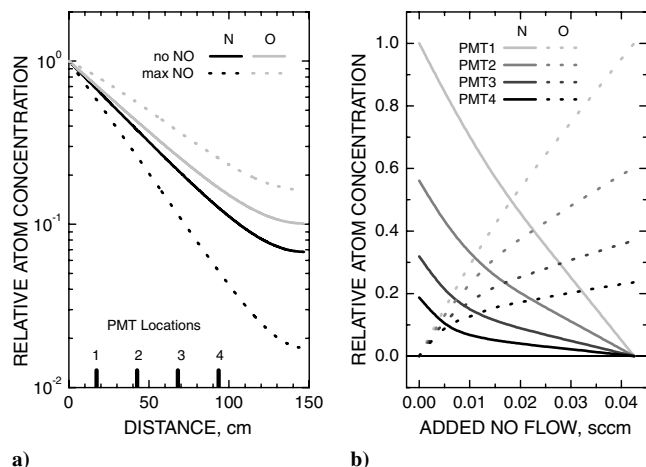 RELATIVE ATOM CONCENTRATION
10^0
10^-1
10^-2
N O
no NO
max NO
PMT Locations
1 2 3 4
0 50 100 150
DISTANCE, cm
a)
RELATIVE ATOM CONCENTRATION
1.0
0.8
0.6
0.4
0.2
0.0
N O
PMT1
PMT2
PMT3
PMT4
0.00 0.01 0.02 0.03 0.04
ADDED NO FLOW, sccm
b)